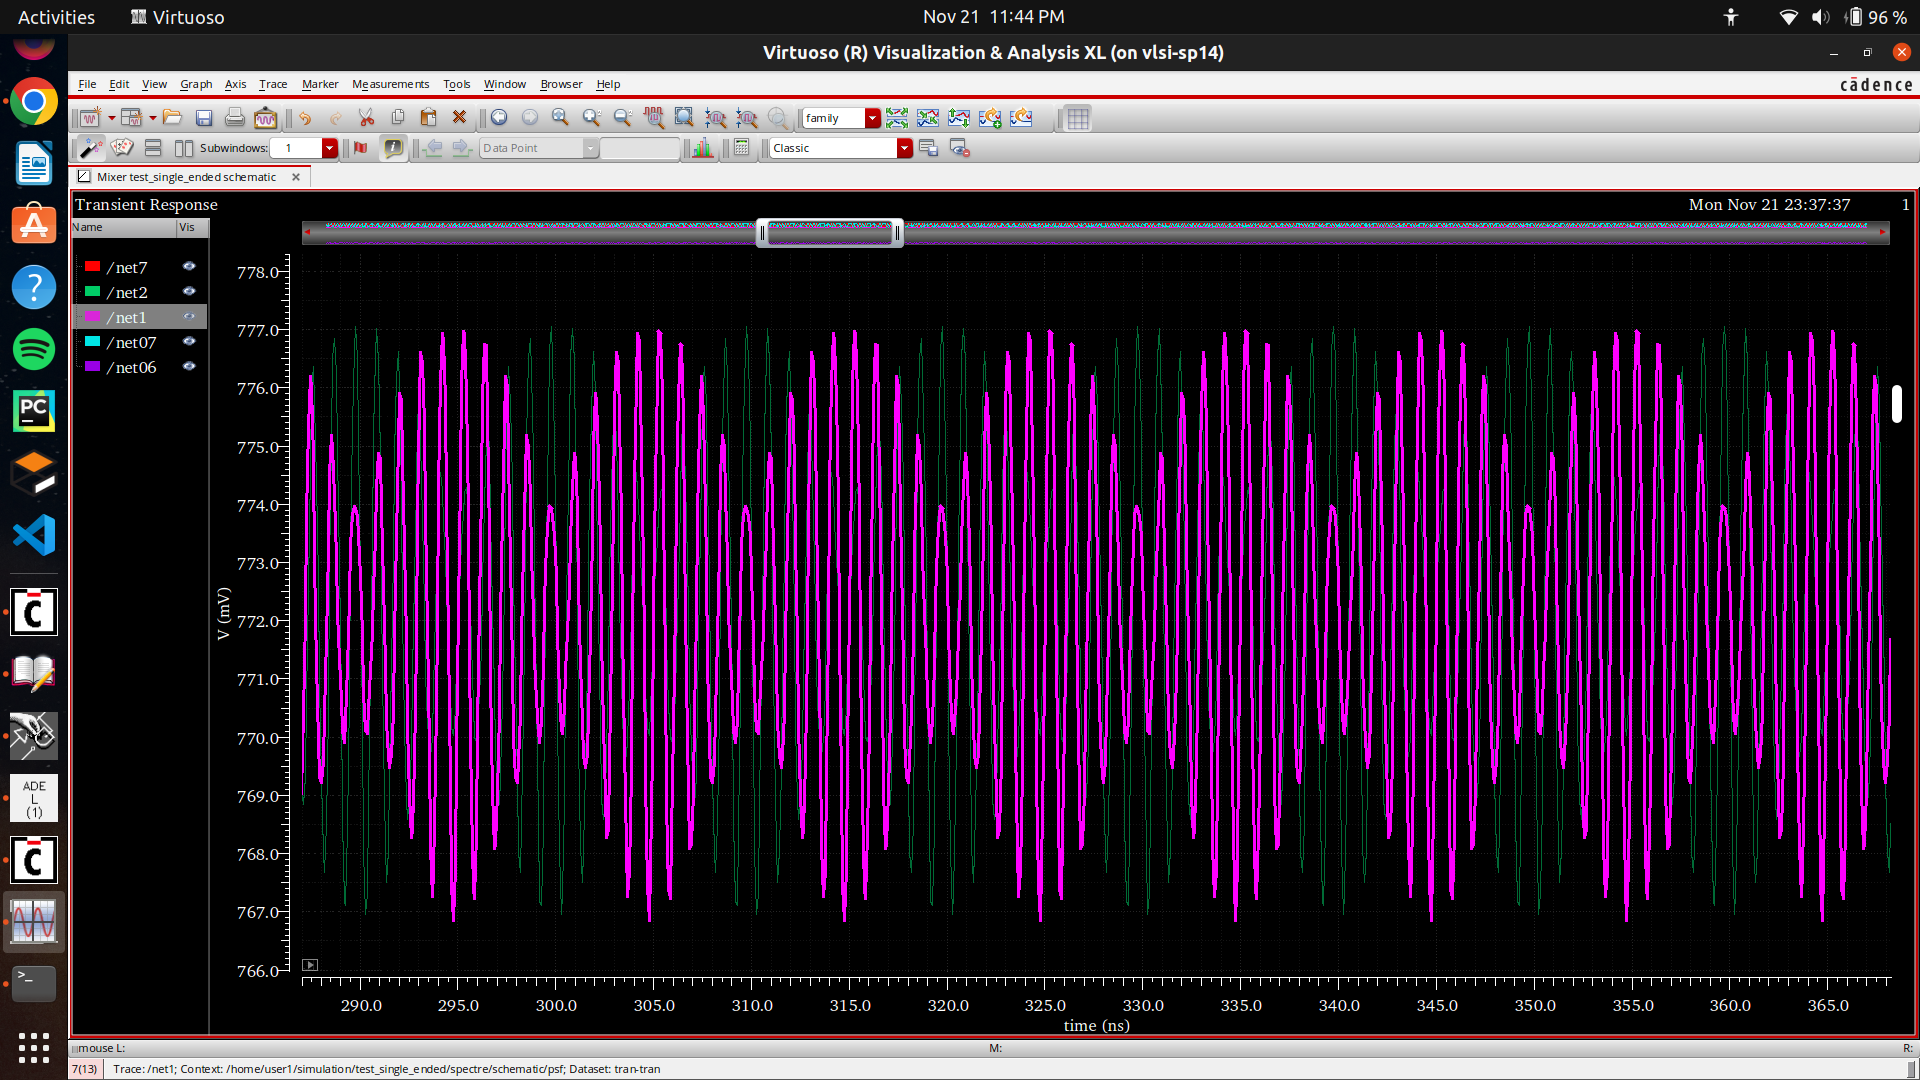 Activities
Virtuoso
Nov 21 11:44 PM
96 %
Virtuoso (R) Visualization & Analysis XL (on vlsi-sp14)
File Edit View Graph Axis Trace Marker Measurements Tools Window Browser Help
cādence
family
Subwindows: 1
Data Point
Classic
Mixer test_single_ended schematic
Transient Response
Mon Nov 21 23:37:37 1
Name Vis
/net7
/net2
/net1
/net07
/net06
778.0
777.0
776.0
775.0
774.0
773.0
772.0
771.0
770.0
769.0
768.0
767.0
766.0
V (mV)
290.0 295.0 300.0 305.0 310.0 315.0 320.0 325.0 330.0 335.0 340.0 345.0 350.0 355.0 360.0 365.0
time (ns)
PC
ADE
L
(1)
>_
mouse L: M: R:
7(13) Trace: /net1; Context: /home/user1/simulation/test_single_ended/spectre/schematic/psf; Dataset: tran-tran